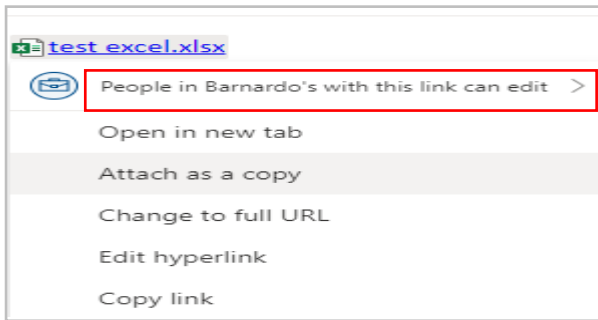 test excel.xlsx
People in Barnardo's with this link can edit >
Open in new tab
Attach as a copy
Change to full URL
Edit hyperlink
Copy link